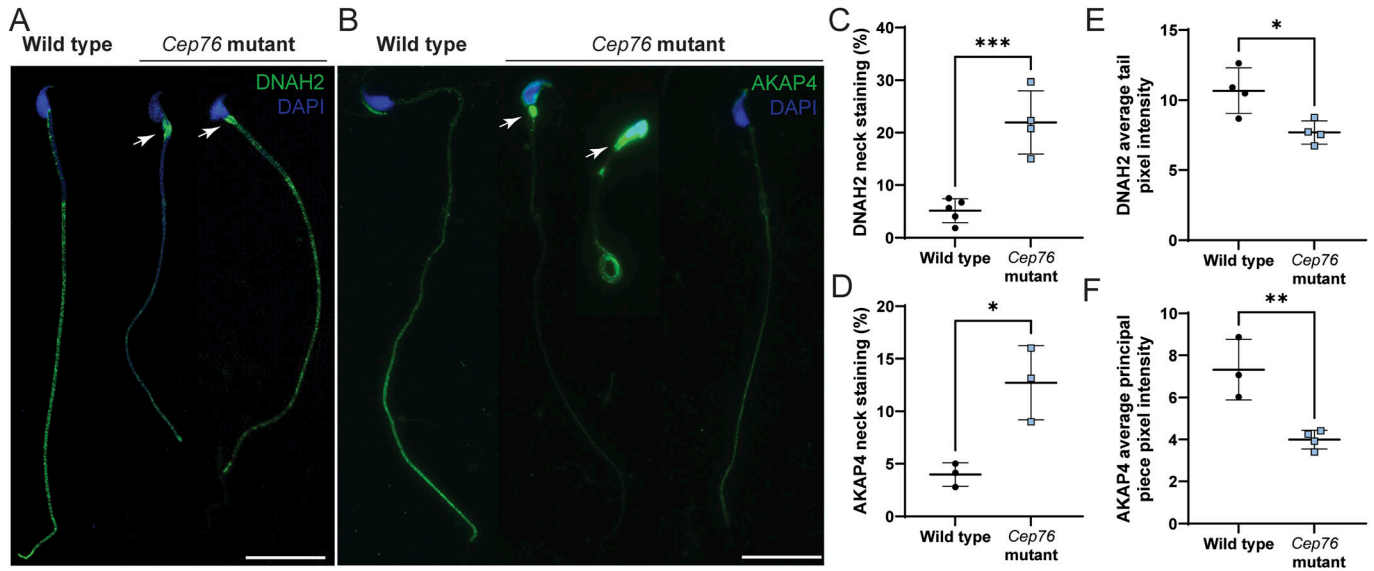 A
Wild type
Cep76 mutant
DNAH2
DAPI
B
Wild type
Cep76 mutant
AKAP4
DAPI
C
DNAH2 neck staining (%)
40
30
20
10
0
***
Wild type
Cep76
mutant
D
AKAP4 neck staining (%)
20
15
10
5
0
*
Wild type
Cep76
mutant
E
DNAH2 average tail
pixel intensity
15
10
5
0
*
Wild type
Cep76
mutant
F
AKAP4 average principal
piece pixel intensity
10
8
6
4
2
0
**
Wild type
Cep76
mutant